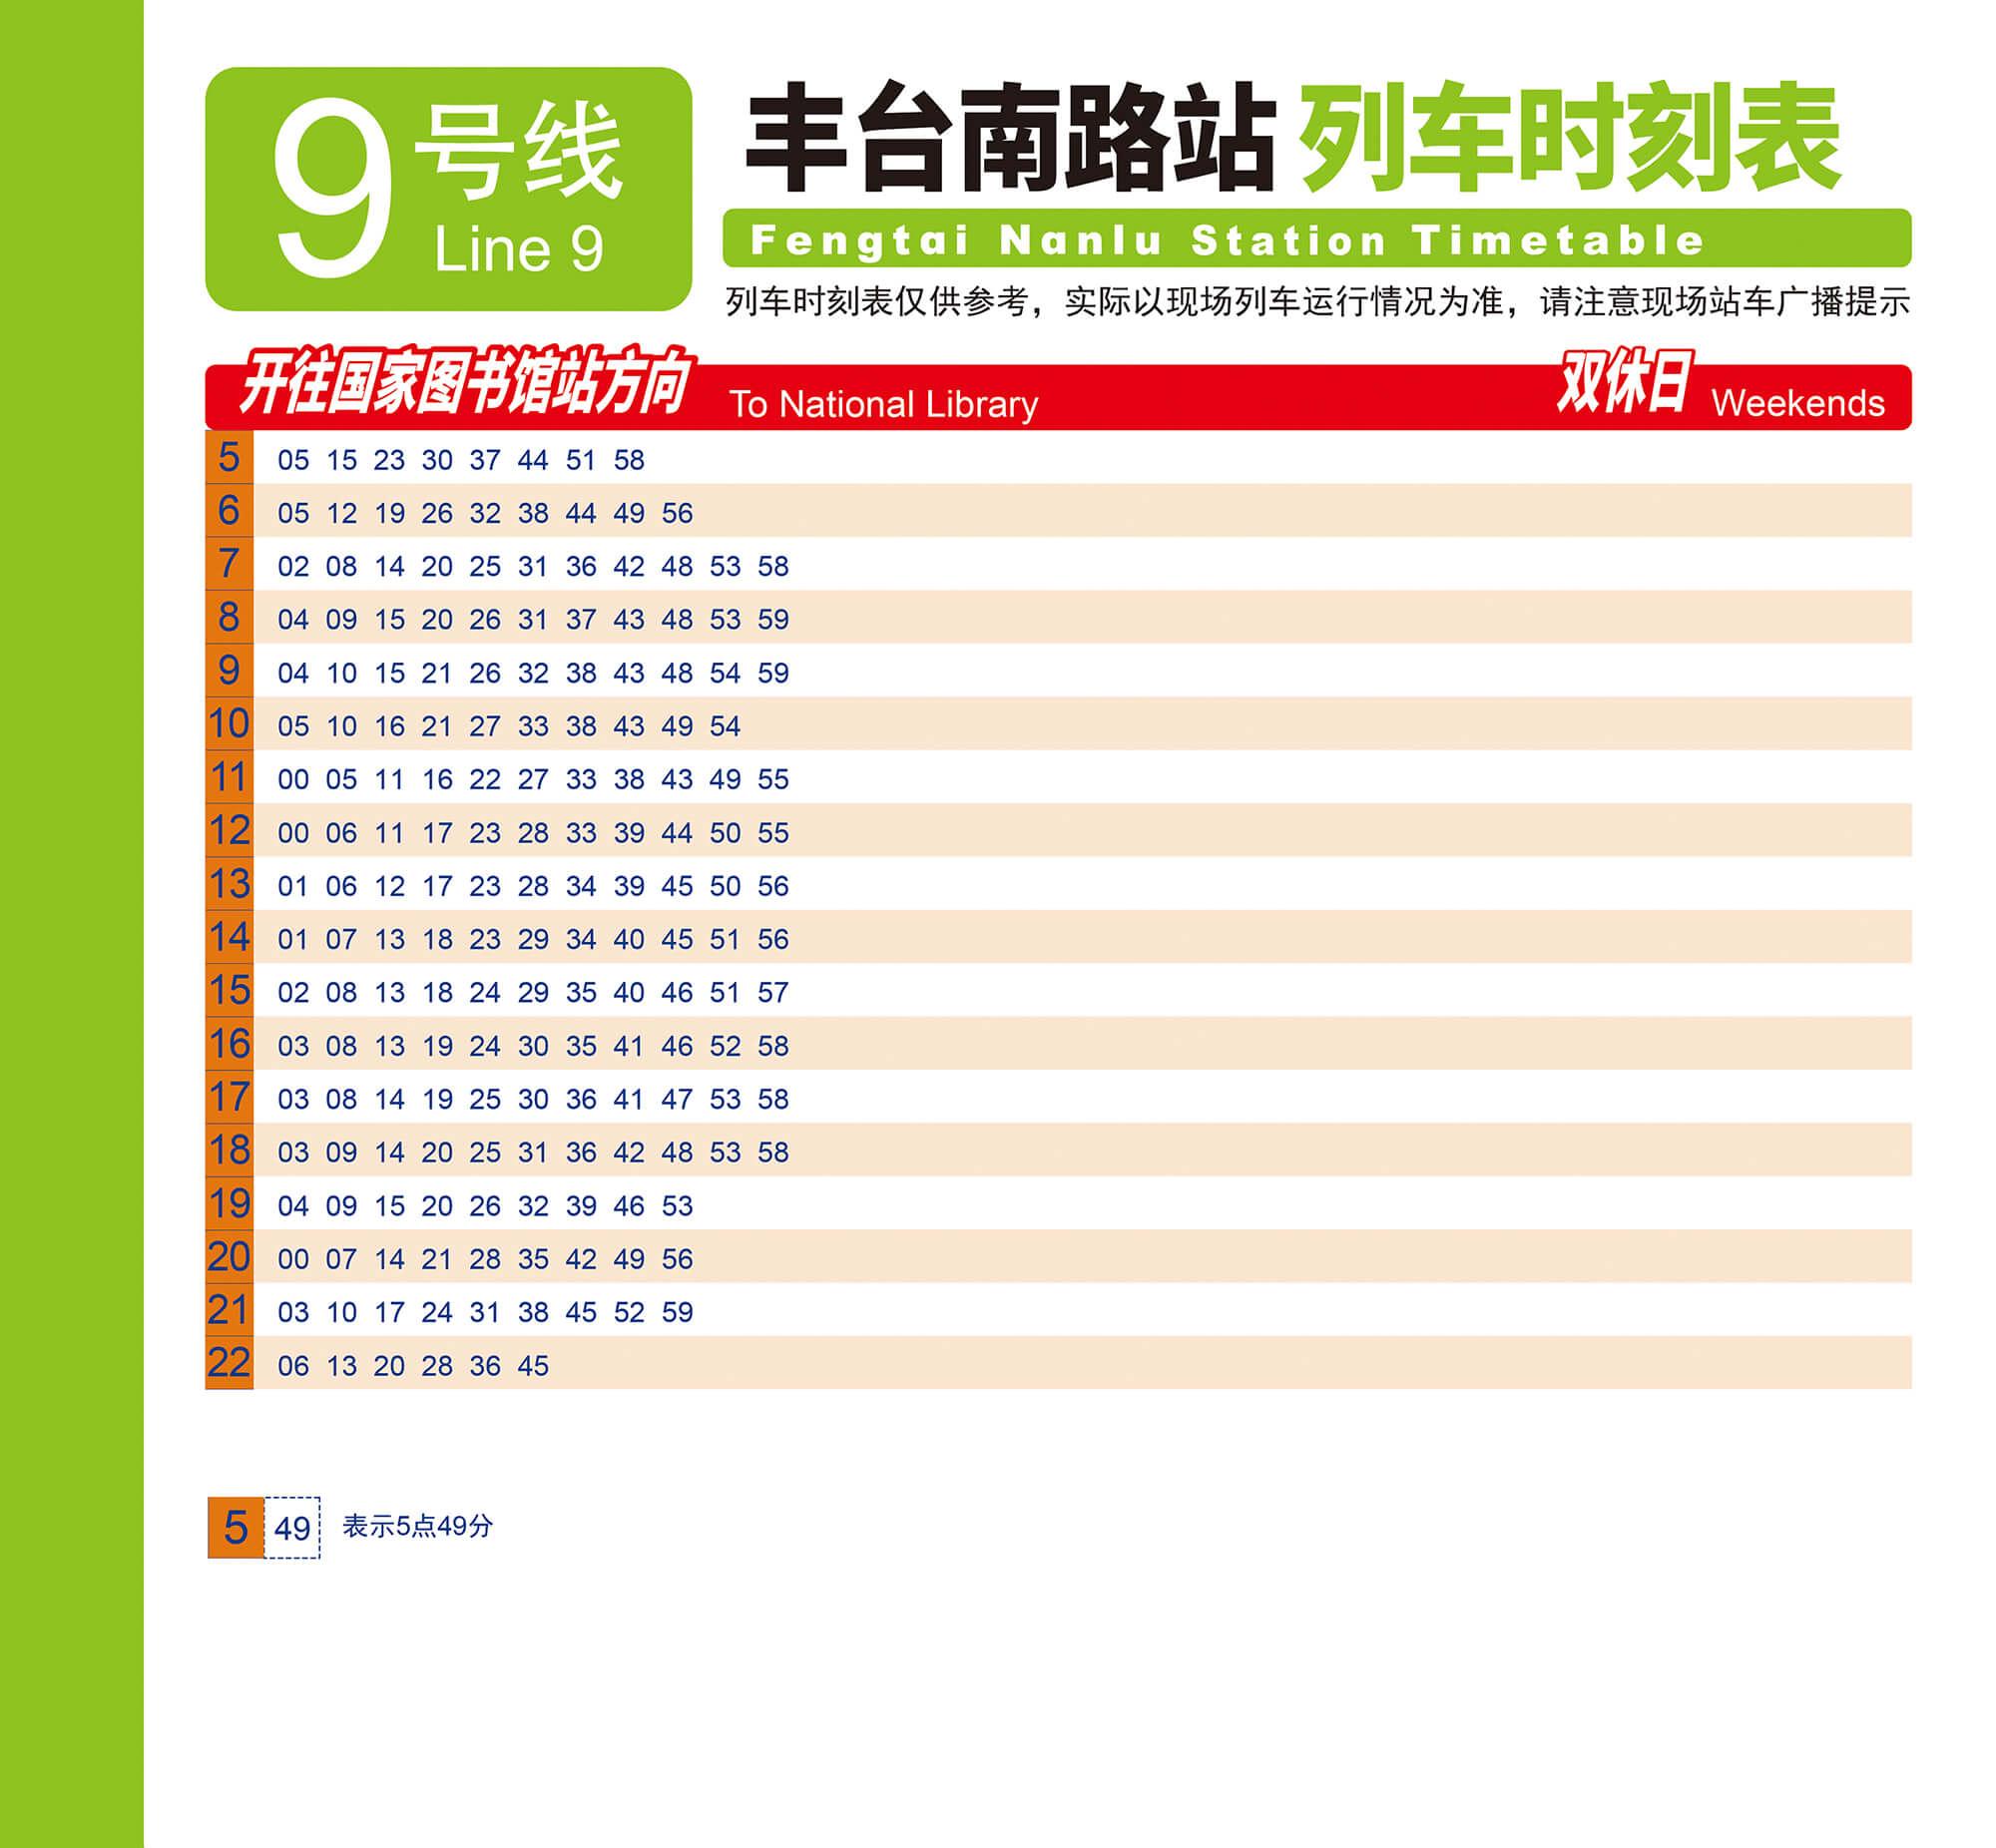 9号线
Line 9
丰台南路站 列车时刻表
Fengtai Nanlu Station Timetable
列车时刻表仅供参考，实际以现场列车运行情况为准，请注意现场站车广播提示
开往国家图书馆站方向 To National Library 双休日 Weekends
5 05 15 23 30 37 44 51 58
6 05 12 19 26 32 38 44 49 56
7 02 08 14 20 25 31 36 42 48 53 58
8 04 09 15 20 26 31 37 43 48 53 59
9 04 10 15 21 26 32 38 43 48 54 59
10 05 10 16 21 27 33 38 43 49 54
11 00 05 11 16 22 27 33 38 43 49 55
12 00 06 11 17 23 28 33 39 44 50 55
13 01 06 12 17 23 28 34 39 45 50 56
14 01 07 13 18 23 29 34 40 45 51 56
15 02 08 13 18 24 29 35 40 46 51 57
16 03 08 13 19 24 30 35 41 46 52 58
17 03 08 14 19 25 30 36 41 47 53 58
18 03 09 14 20 25 31 36 42 48 53 58
19 04 09 15 20 26 32 39 46 53
20 00 07 14 21 28 35 42 49 56
21 03 10 17 24 31 38 45 52 59
22 06 13 20 28 36 45
5 49 表示5点49分